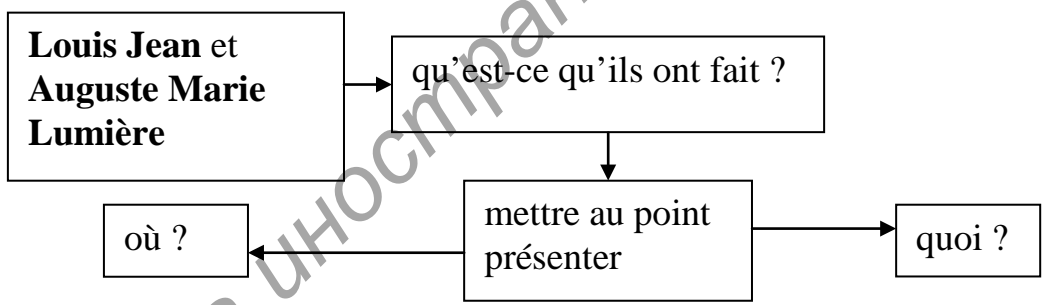 Louis Jean et
Auguste Marie
Lumière
qu’est-ce qu’ils ont fait ?
mettre au point
présenter
où ?
quoi ?